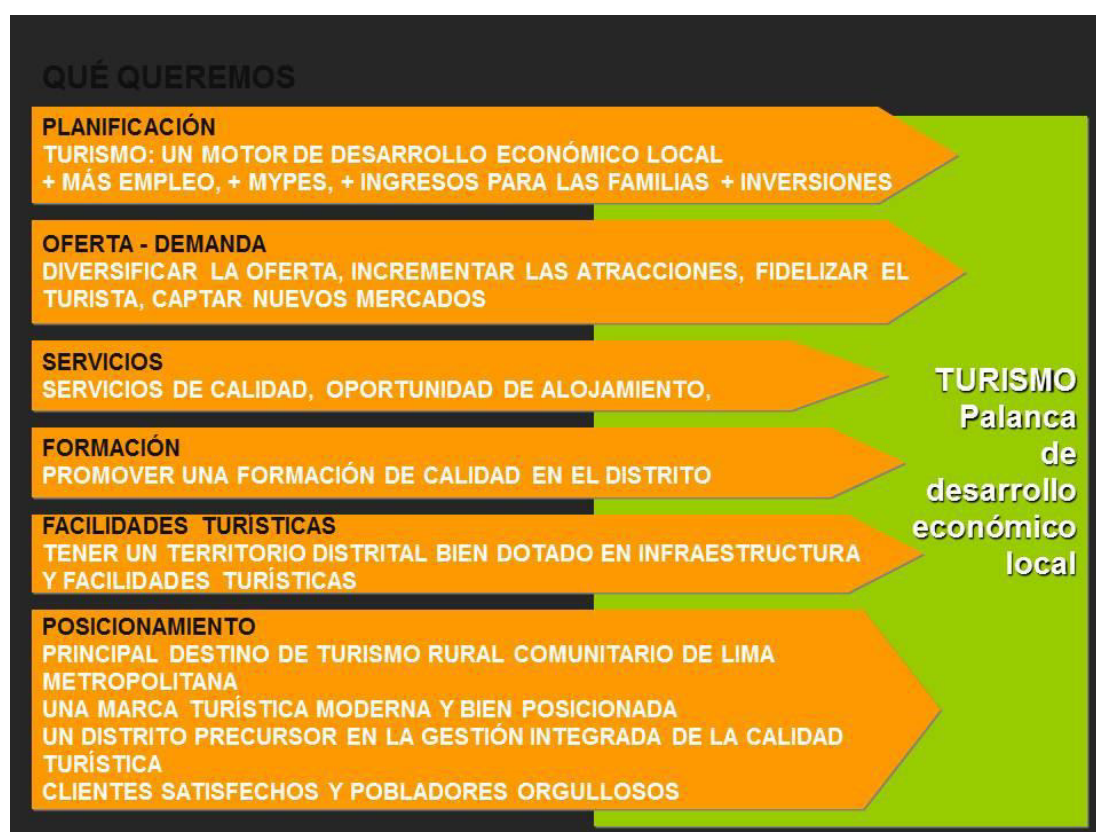 QUÉ QUEREMOS
PLANIFICACIÓN
TURISMO: UN MOTOR DE DESARROLLO ECONÓMICO LOCAL
+ MÁS EMPLEO, + MYPES, + INGRESOS PARA LAS FAMILIAS + INVERSIONES
OFERTA - DEMANDA
DIVERSIFICAR LA OFERTA, INCREMENTAR LAS ATRACCIONES, FIDELIZAR EL
TURISTA, CAPTAR NUEVOS MERCADOS
SERVICIOS
SERVICIOS DE CALIDAD, OPORTUNIDAD DE ALOJAMIENTO,
FORMACIÓN
PROMOVER UNA FORMACIÓN DE CALIDAD EN EL DISTRITO
FACILIDADES TURÍSTICAS
TENER UN TERRITORIO DISTRITAL BIEN DOTADO EN INFRAESTRUCTURA
Y FACILIDADES TURÍSTICAS
POSICIONAMIENTO
PRINCIPAL DESTINO DE TURISMO RURAL COMUNITARIO DE LIMA
METROPOLITANA
UNA MARCA TURÍSTICA MODERNA Y BIEN POSICIONADA
UN DISTRITO PRECURSOR EN LA GESTIÓN INTEGRADA DE LA CALIDAD
TURÍSTICA
CLIENTES SATISFECHOS Y POBLADORES ORGULLOSOS
TURISMO
Palanca
de
desarrollo
económico
local